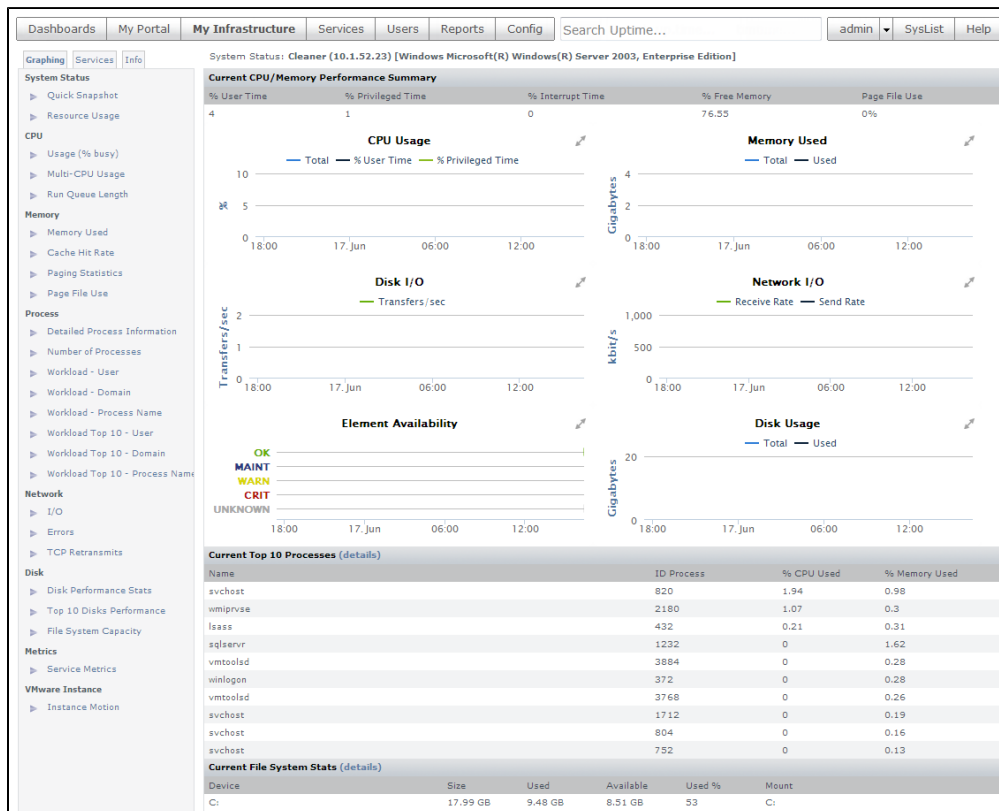 Dashboards My Portal My Infrastructure Services Users Reports Config Search Uptime... admin SysList Help
Graphing Services Info
System Status
Quick Snapshot
Resource Usage
CPU
Usage (% busy)
Multi-CPU Usage
Run Queue Length
Memory
Memory Used
Cache Hit Rate
Paging Statistics
Page File Use
Process
Detailed Process Information
Number of Processes
Workload - User
Workload - Domain
Workload - Process Name
Workload Top 10 - User
Workload Top 10 - Domain
Workload Top 10 - Process Name
Network
I/O
Errors
TCP Retransmits
Disk
Disk Performance Stats
Top 10 Disks Performance
File System Capacity
Metrics
Service Metrics
VMware Instance
Instance Motion
System Status: Cleaner (10.1.52.23) [Windows Microsoft(R) Windows(R) Server 2003, Enterprise Edition]
Current CPU/Memory Performance Summary
% User Time % Privileged Time % Interrupt Time % Free Memory Page File Use
4 1 0 76.55 0%
CPU Usage
Total % User Time % Privileged Time
10
5
0
%
18:00 17. Jun 06:00 12:00
Memory Used
Total Used
4
2
0
Gigabytes
18:00 17. Jun 06:00 12:00
Disk I/O
Transfers/sec
2
1
0
Transfers/sec
18:00 17. Jun 06:00 12:00
Network I/O
Receive Rate Send Rate
1,000
500
0
kbit/s
18:00 17. Jun 06:00 12:00
Element Availability
OK
MAINT
WARN
CRIT
UNKNOWN
18:00 17. Jun 06:00 12:00
Disk Usage
Total Used
20
0
Gigabytes
18:00 17. Jun 06:00 12:00
Current Top 10 Processes (details)
Name ID Process % CPU Used % Memory Used
svchost 820 1.94 0.98
wmiprvse 2180 1.07 0.3
lsass 432 0.21 0.31
sqlservr 1232 0 1.62
vmtoolsd 3884 0 0.28
winlogon 372 0 0.28
vmtoolsd 3768 0 0.26
svchost 1712 0 0.19
svchost 804 0 0.16
svchost 752 0 0.13
Current File System Stats (details)
Device Size Used Available Used % Mount
C: 17.99 GB 9.48 GB 8.51 GB 53 C: